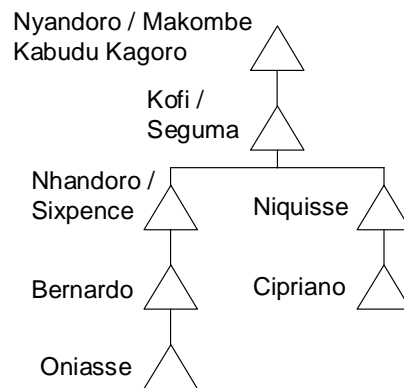 Nyandoro / Makombe
Kabudu Kagoro
Kofi /
Seguma
Nhandoro /
Sixpence
Niquisse
Bernardo
Cipriano
Oniasse